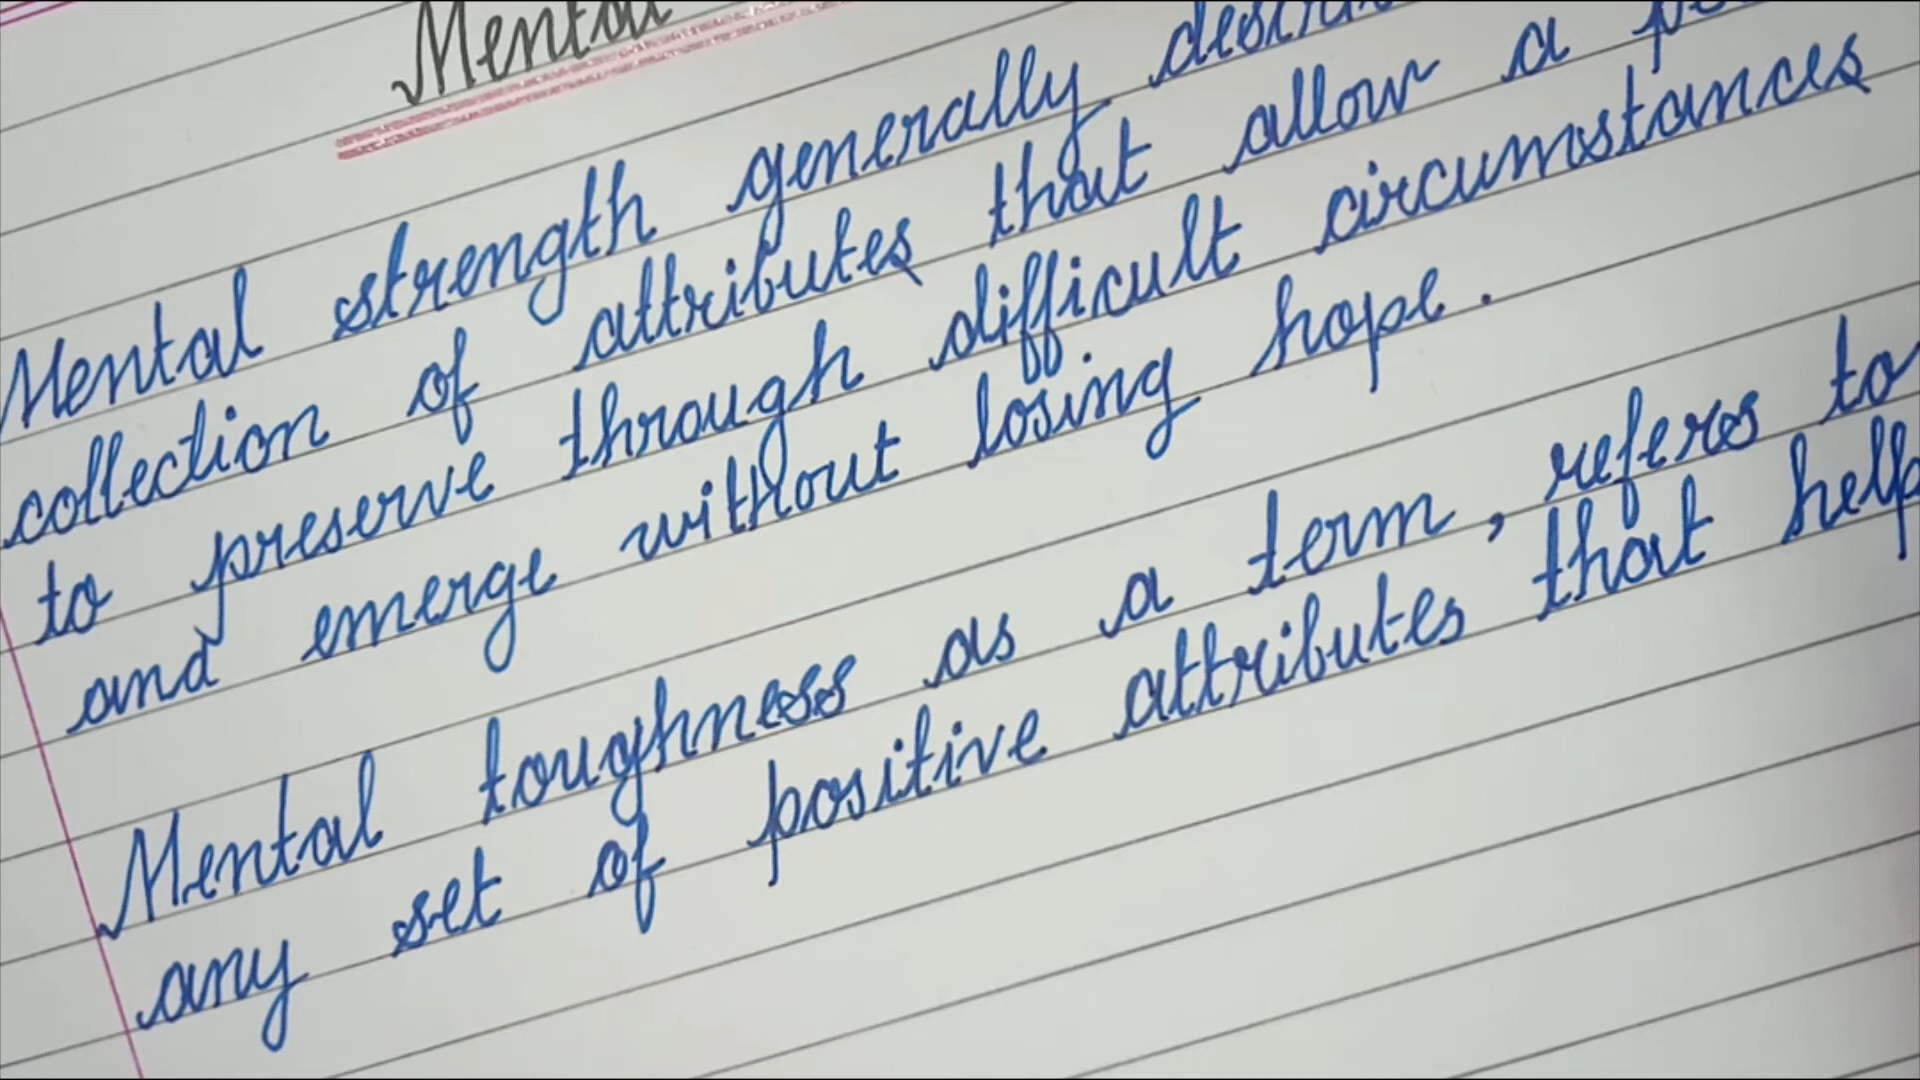 Mental
Mental strength generally
collection of attributes that allow a
to preserve through difficult circumstances
and emerge without losing hope.
Mental toughness as a term, refers to
any set of positive attributes that help